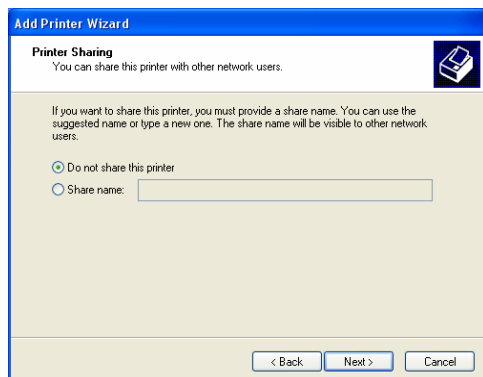 Add Printer Wizard
Printer Sharing
You can share this printer with other network users.
If you want to share this printer, you must provide a share name. You can use the
suggested name or type a new one. The share name will be visible to other network
users.
Do not share this printer
Share name:
< Back Next > Cancel